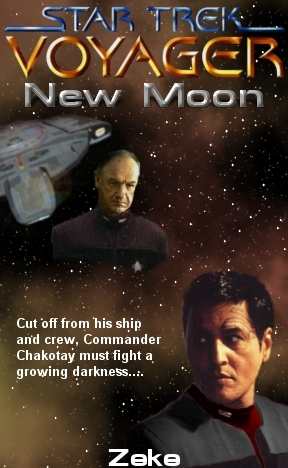 STAR TREK
VOYAGER
New Moon
Cut off from his ship
and crew, Commander
Chakotay must fight a
growing darkness....
Zeke